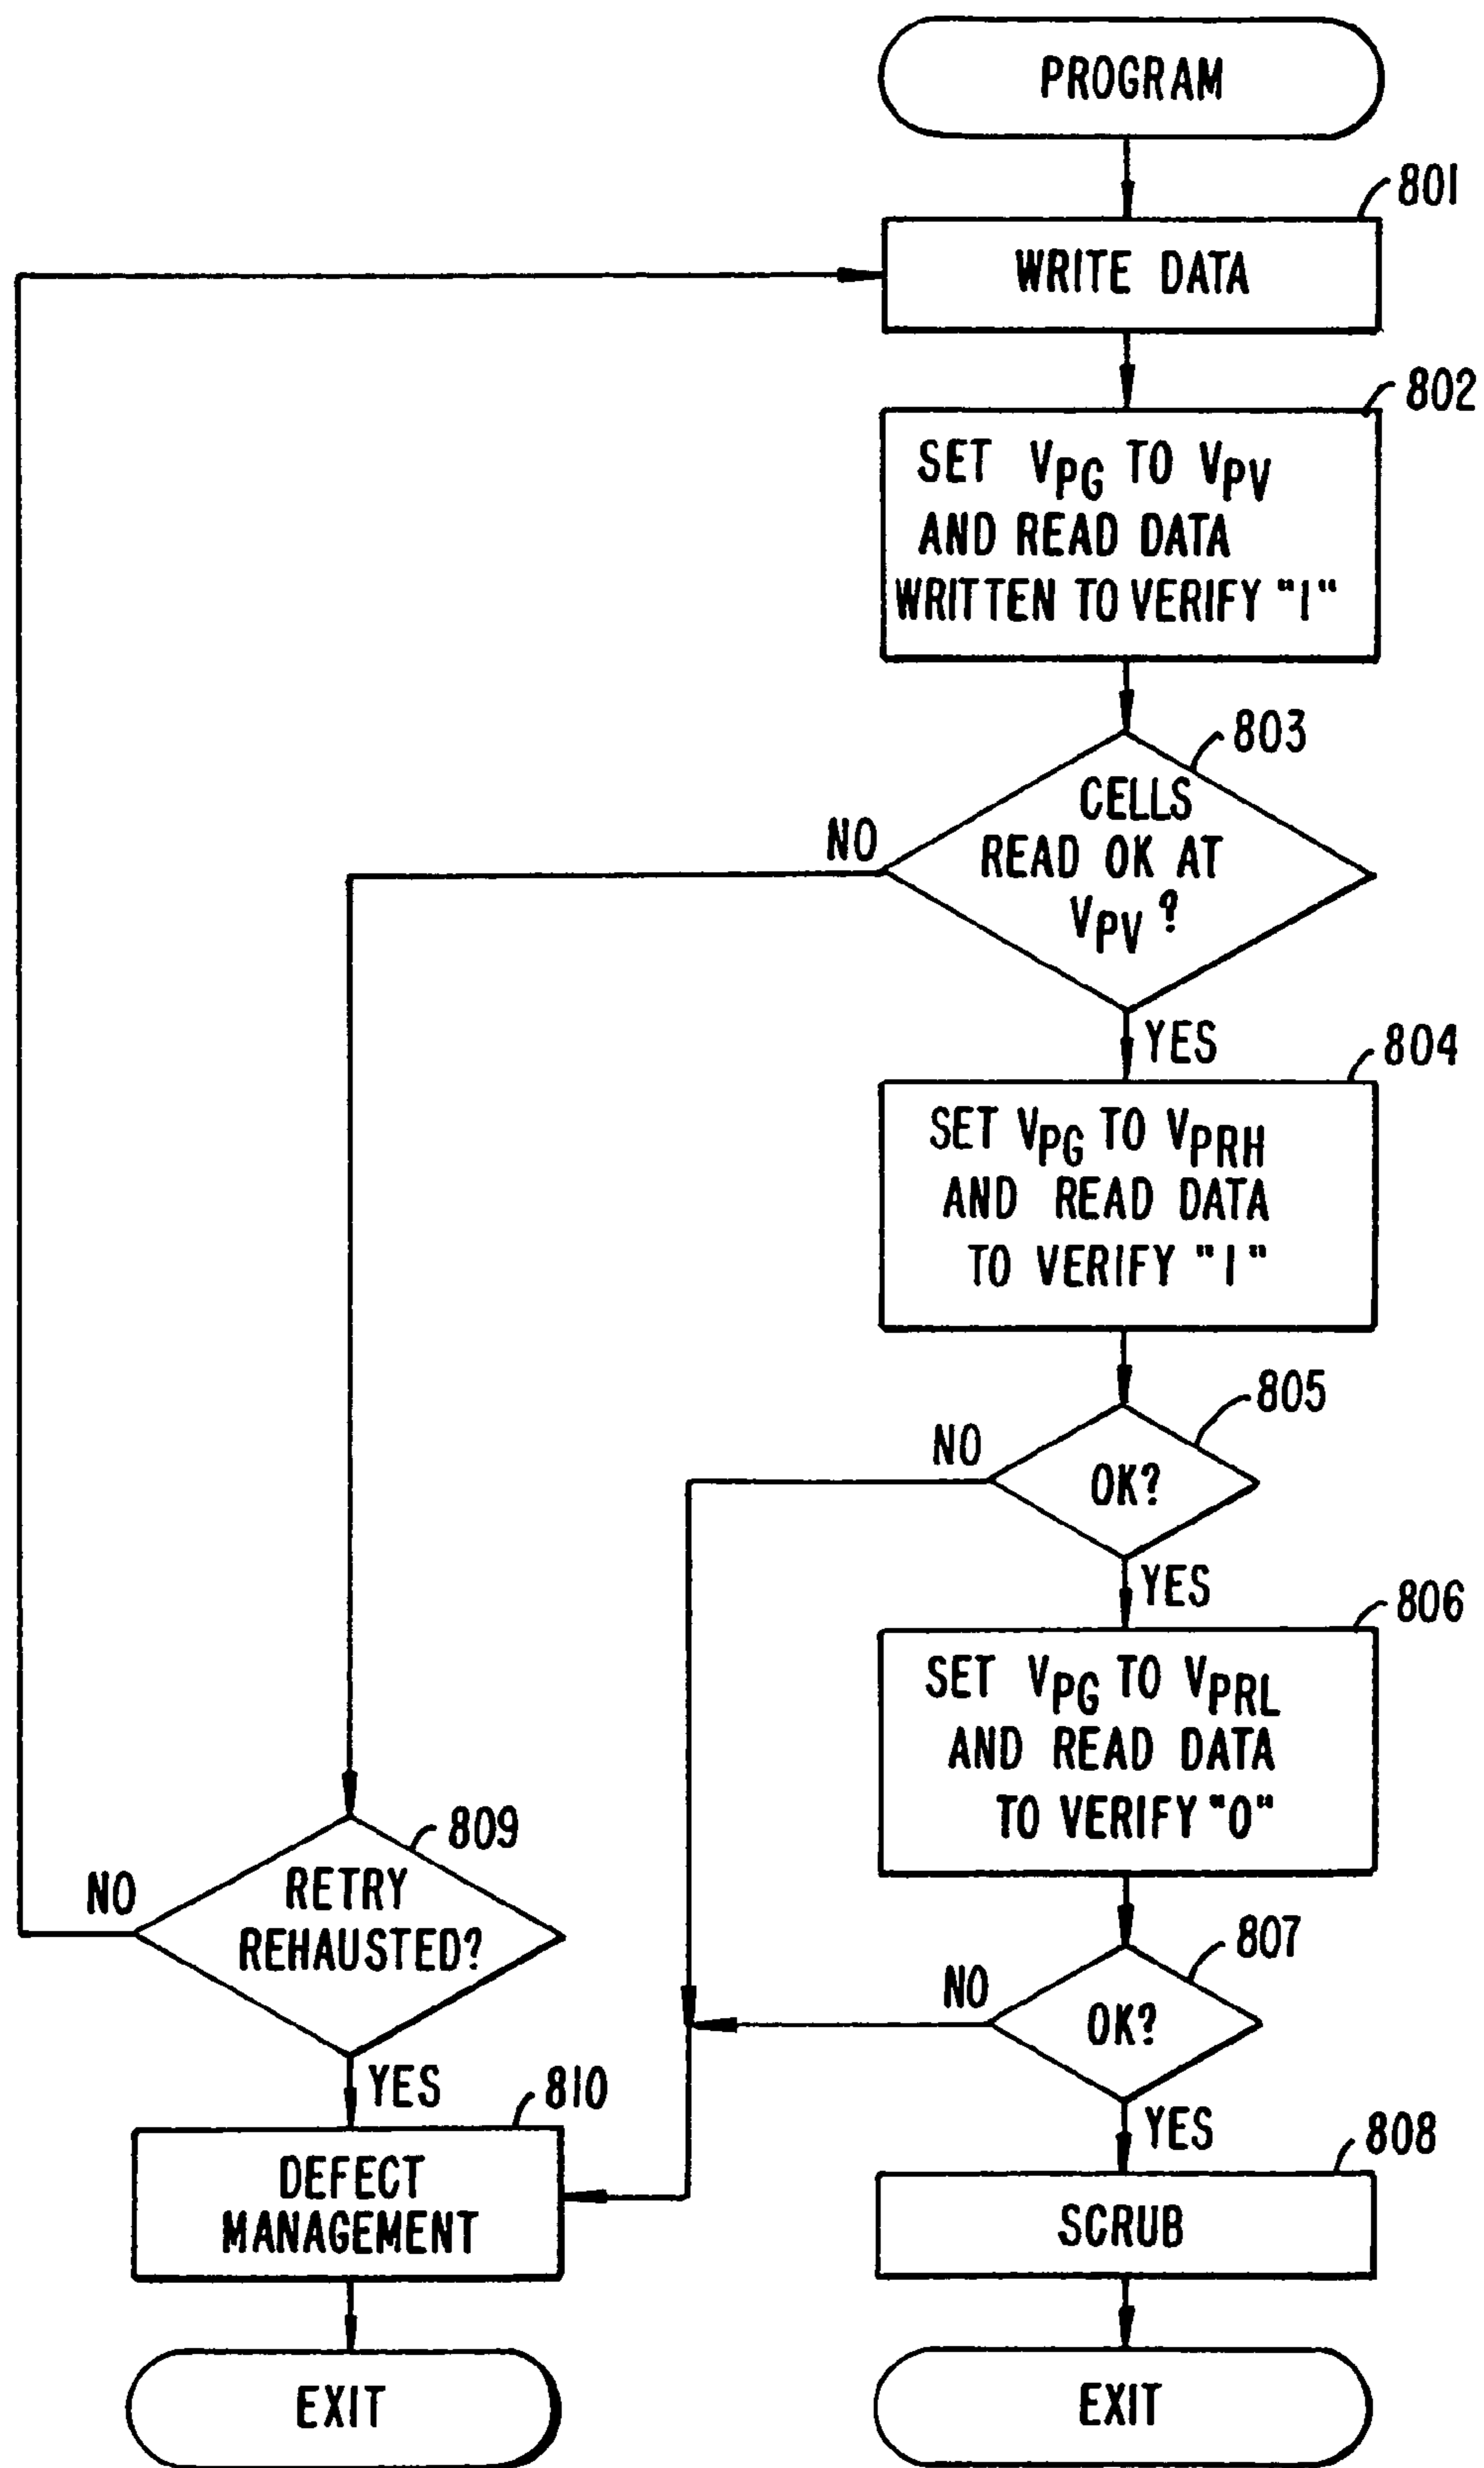 PROGRAM
801
WRITE DATA
802
SET VPG TO VPV
AND READ DATA
WRITTEN TO VERIFY "1"
803
CELLS
READ OK AT
VPV ?
NO
YES
804
SET VPG TO VPRH
AND READ DATA
TO VERIFY "1"
805
NO
OK?
YES
806
SET VPG TO VPRL
AND READ DATA
TO VERIFY "0"
809
RETRY
REHAUSTED?
NO
YES
807
NO
OK?
YES
810
DEFECT
MANAGEMENT
808
SCRUB
EXIT
EXIT